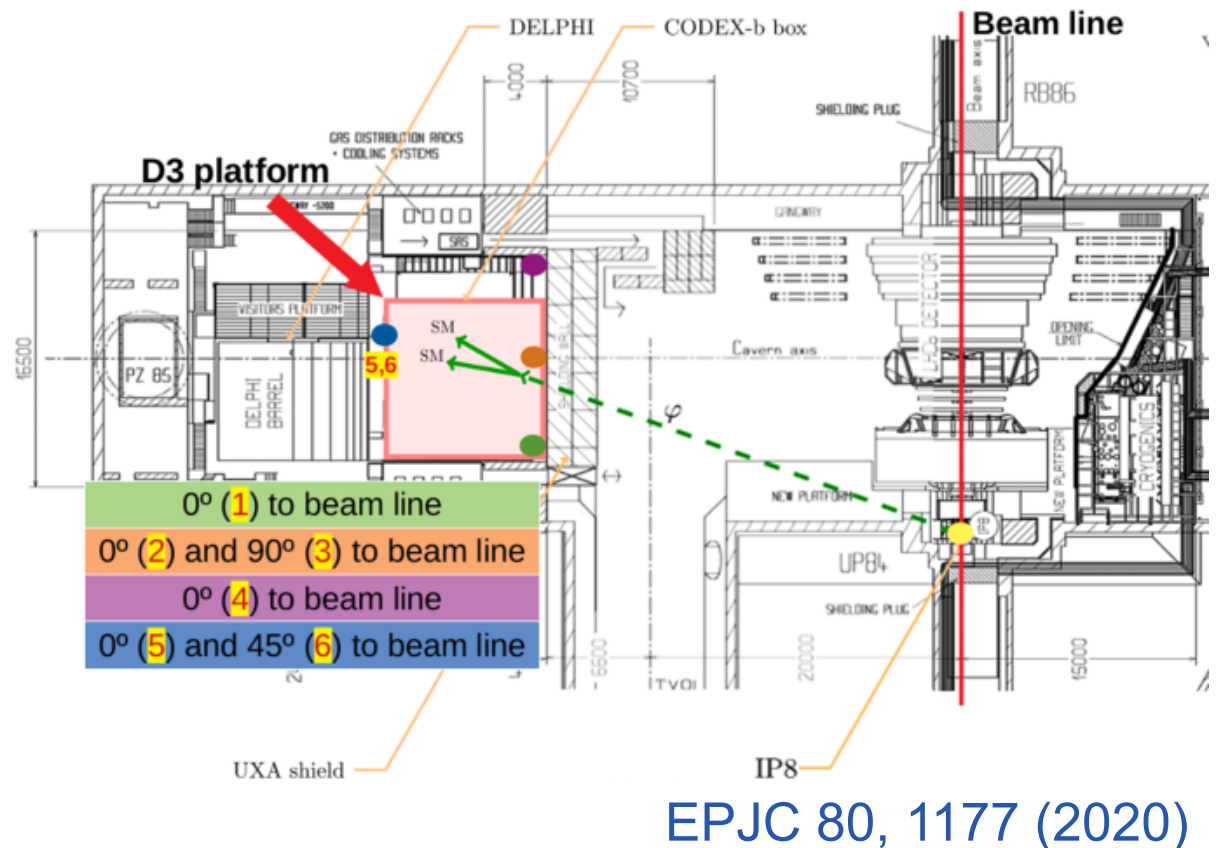 DELPHI
CODEX-b box
Beam line
Beam axis
RB86
SHIELDING PLUG
4000
10700
GAS DISTRIBUTION RACKS
+ COOLING SYSTEMS
D3 platform
-5200
SAS
GANGWAY
VISITORS PLATFORM
LHCb DETECTOR
OPENING
LIMIT
SM
SM
Cavern axis
5,6
16500
PZ 85
DELPHI
BARREL
φ
CRYOGENICS
NEW PLATFORM
NEW PLATFORM
IP8
0º (1) to beam line
0º (2) and 90º (3) to beam line
0º (4) to beam line
0º (5) and 45º (6) to beam line
UP84
SHIELDING PLUG
6600
20000
15000
UXA shield
IP8
EPJC 80, 1177 (2020)